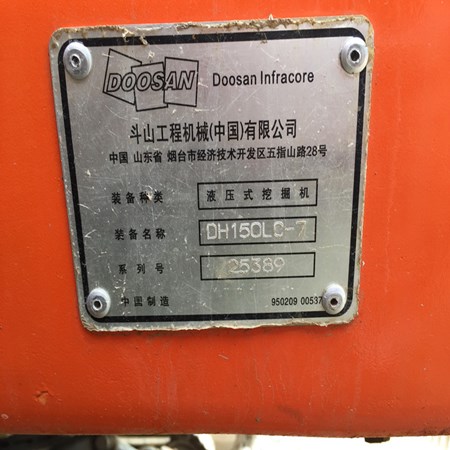 DOOSAN Doosan Infracore
斗山工程机械(中国)有限公司
中国 山东省 烟台市经济技术开发区五指山路28号
装备种类 液压式挖掘机
装备名称 DH150LC-7
系列号 25389
中国制造 950209 00537